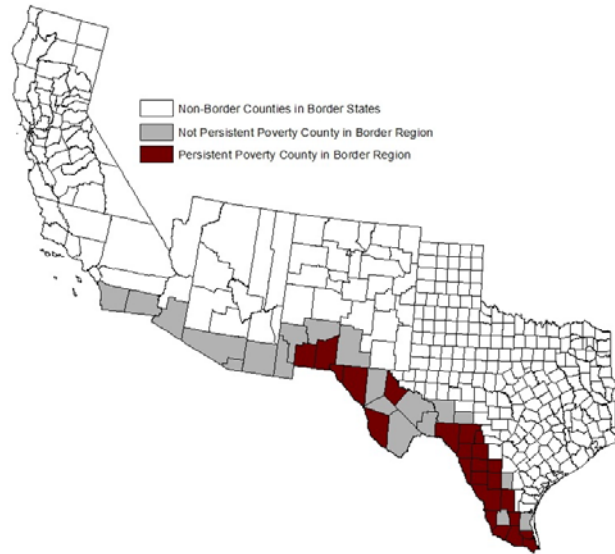 Non-Border Counties in Border States
Not Persistent Poverty County in Border Region
Persistent Poverty County in Border Region